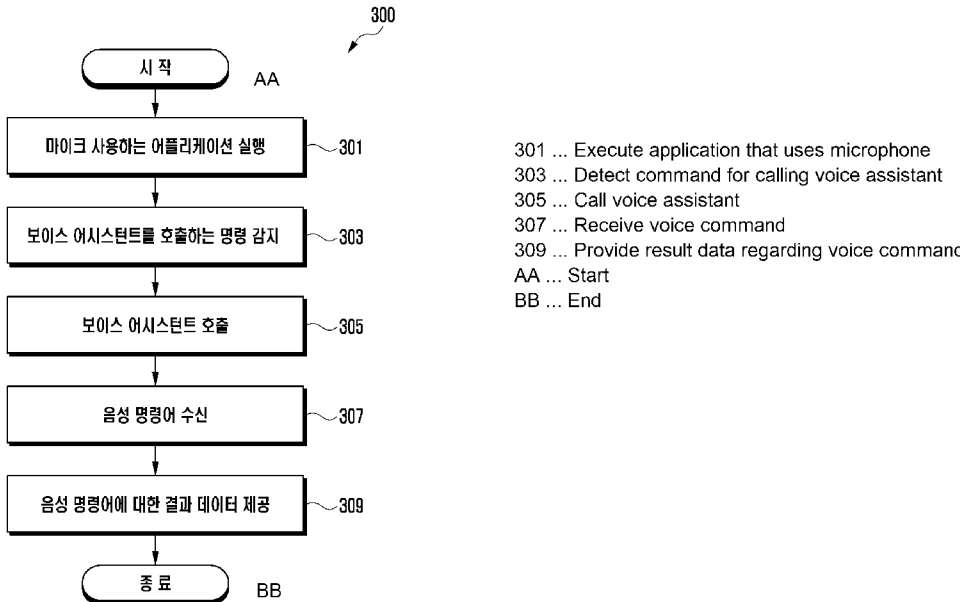 300
시 작
AA
마이크 사용하는 어플리케이션 실행
301
보이스 어시스턴트를 호출하는 명령 감지
303
보이스 어시스턴트 호출
305
음성 명령어 수신
307
음성 명령어에 대한 결과 데이터 제공
309
종 료
BB
301 ... Execute application that uses microphone
303 ... Detect command for calling voice assistant
305 ... Call voice assistant
307 ... Receive voice command
309 ... Provide result data regarding voice command
AA ... Start
BB ... End